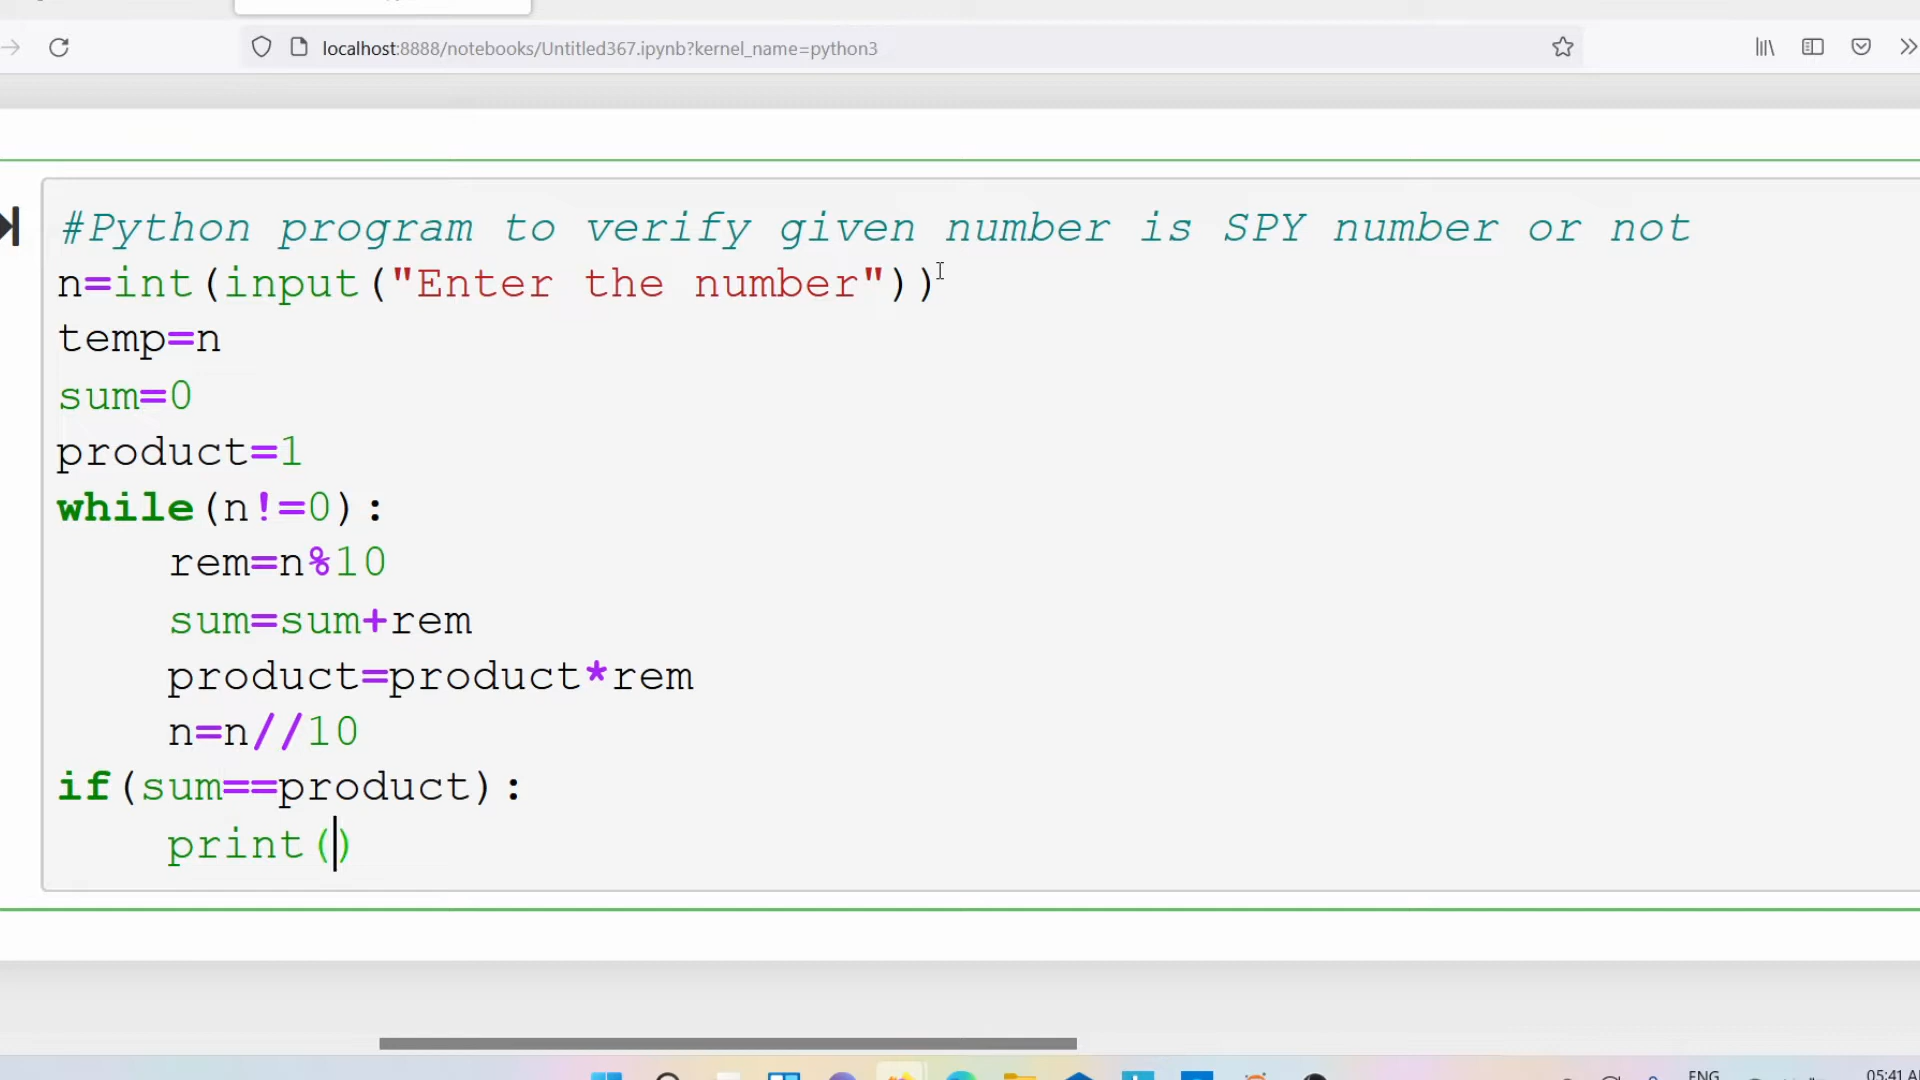 localhost:8888/notebooks/Untitled367.ipynb?kernel_name=python3
#Python program to verify given number is SPY number or not
n=int(input("Enter the number"))
temp=n
sum=0
product=1
while(n!=0):
    rem=n%10
    sum=sum+rem
    product=product*rem
    n=n//10
if(sum==product):
    print()
ENG
05:41 A